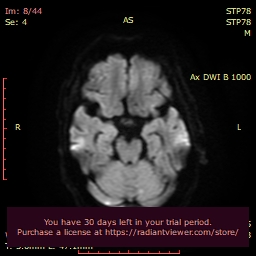 Im: 8/44
Se: 4
AS
STP78
STP78
M
Ax DWI B 1000
R
L
You have 30 days left in your trial period.
Purchase a license at https://radiantviewer.com/store/